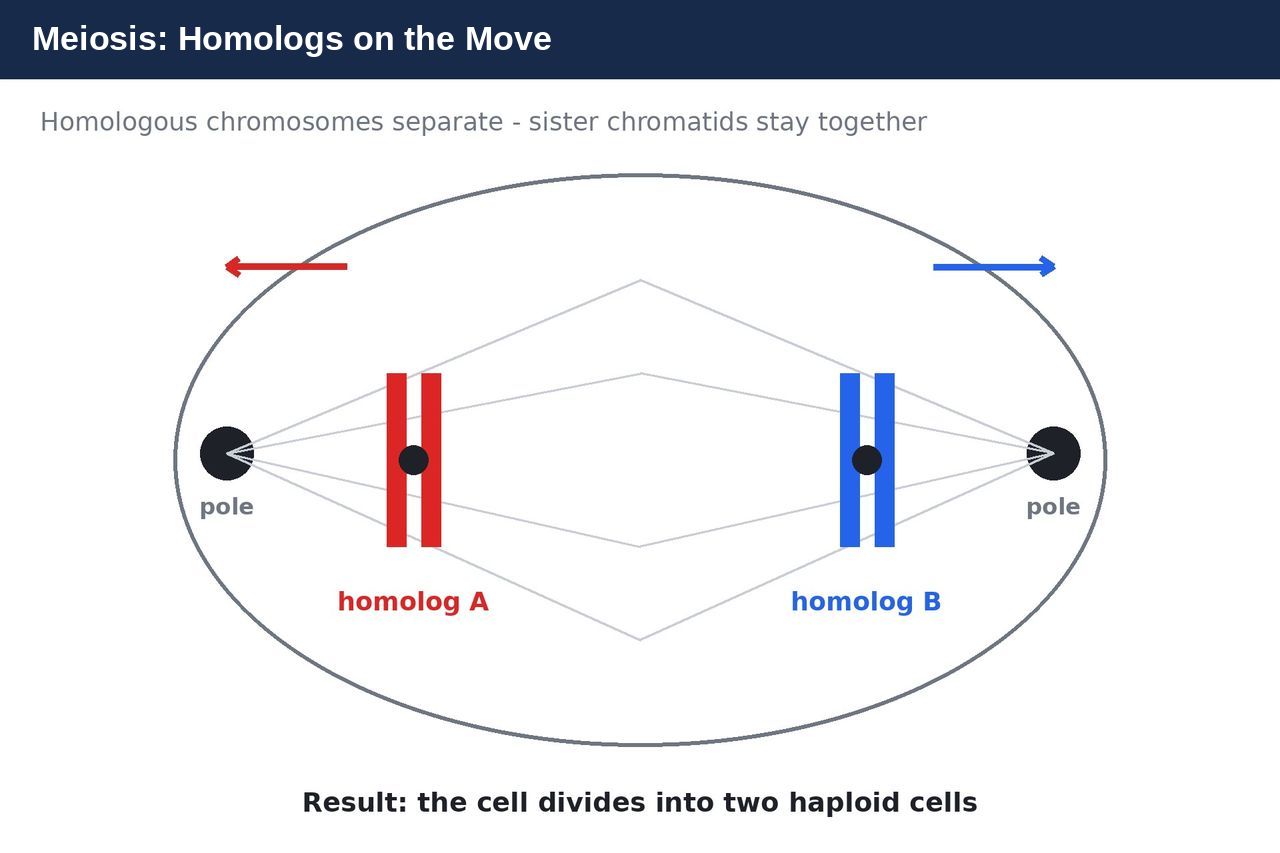 Meiosis: Homologs on the Move
Homologous chromosomes separate - sister chromatids stay together
pole
pole
homolog A
homolog B
Result: the cell divides into two haploid cells